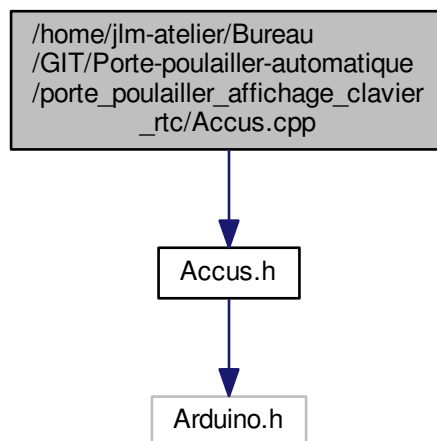 /home/jlm-atelier/Bureau
/GIT/Porte-poulailler-automatique
/porte_poulailler_affichage_clavier
_rtc/Accus.cpp
Accus.h
Arduino.h